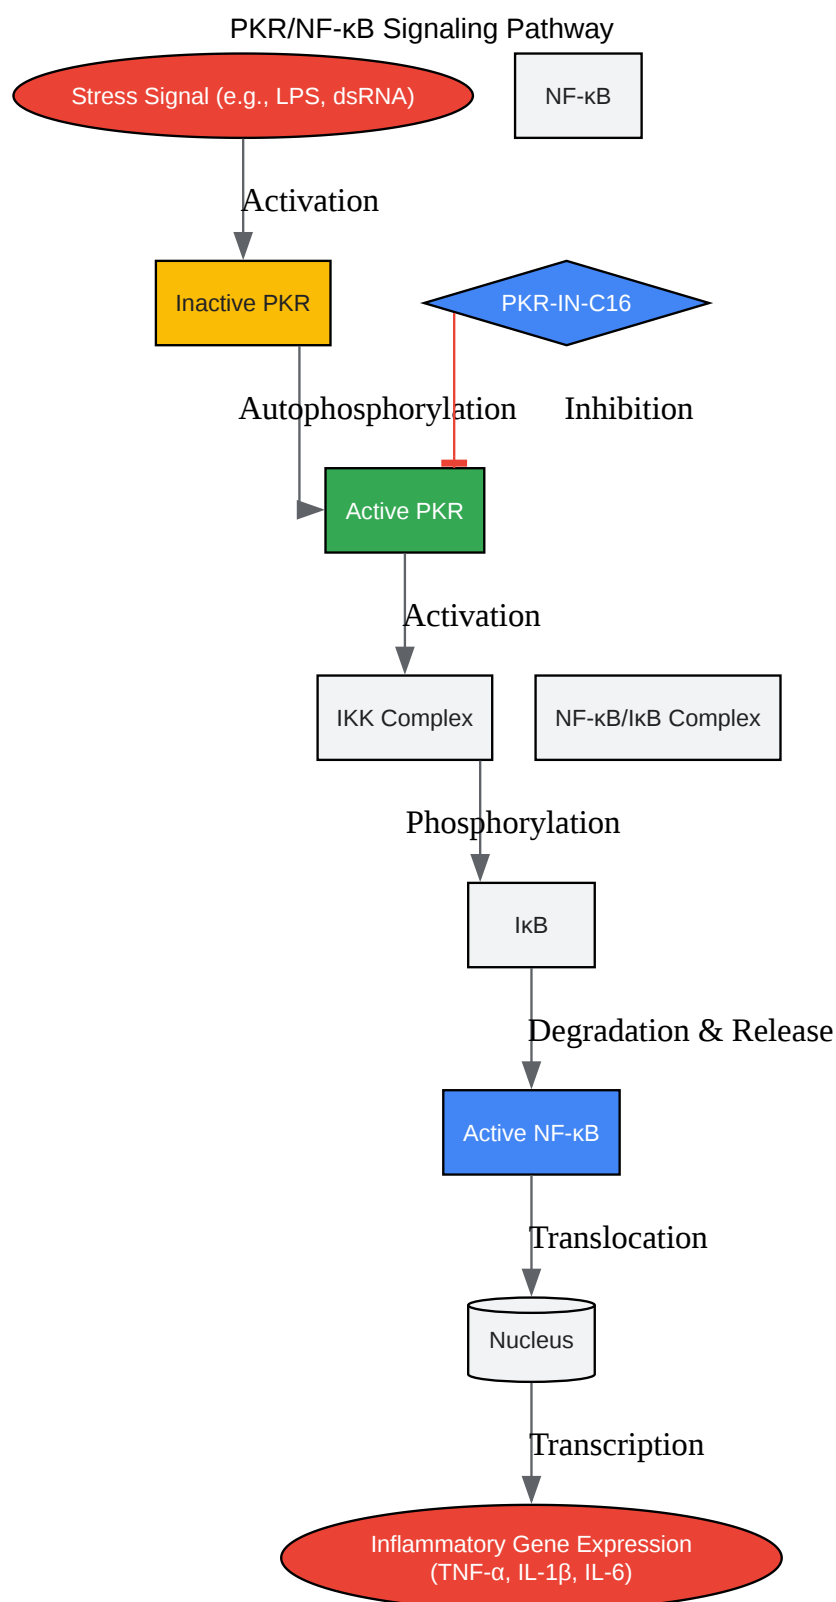 PKR/NF-κB Signaling Pathway
Stress Signal (e.g., LPS, dsRNA)
NF-κB
Activation
Inactive PKR
PKR-IN-C16
Autophosphorylation
Inhibition
Active PKR
Activation
IKK Complex
NF-κB/IκB Complex
Phosphorylation
IκB
Degradation & Release
Active NF-κB
Translocation
Nucleus
Transcription
Inflammatory Gene Expression
(TNF-α, IL-1β, IL-6)